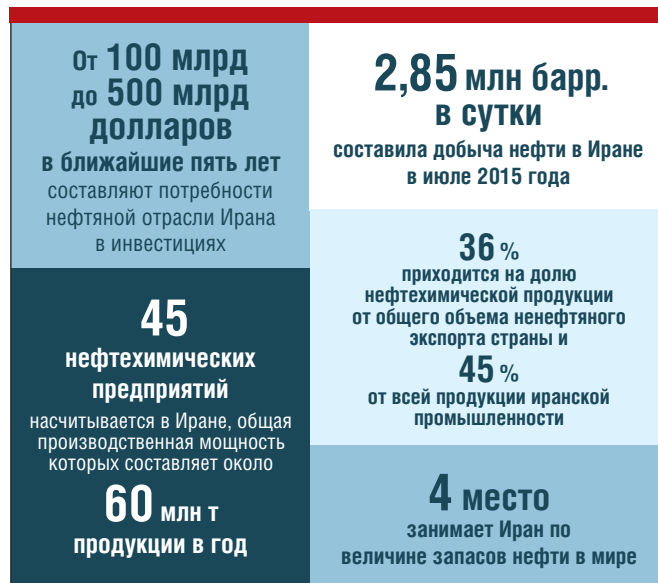 От 100 млрд
до 500 млрд
долларов
в ближайшие пять лет
составляют потребности
нефтяной отрасли Ирана
в инвестициях
45
нефтехимических
предприятий
насчитывается в Иране, общая
производственная мощность
которых составляет около
60 млн т
продукции в год
2,85 млн барр.
в сутки
составила добыча нефти в Иране
в июле 2015 года
36 %
приходится на долю
нефтехимической продукции
от общего объема ненефтяного
экспорта страны и
45 %
от всей продукции иранской
промышленности
4 место
занимает Иран по
величине запасов нефти в мире